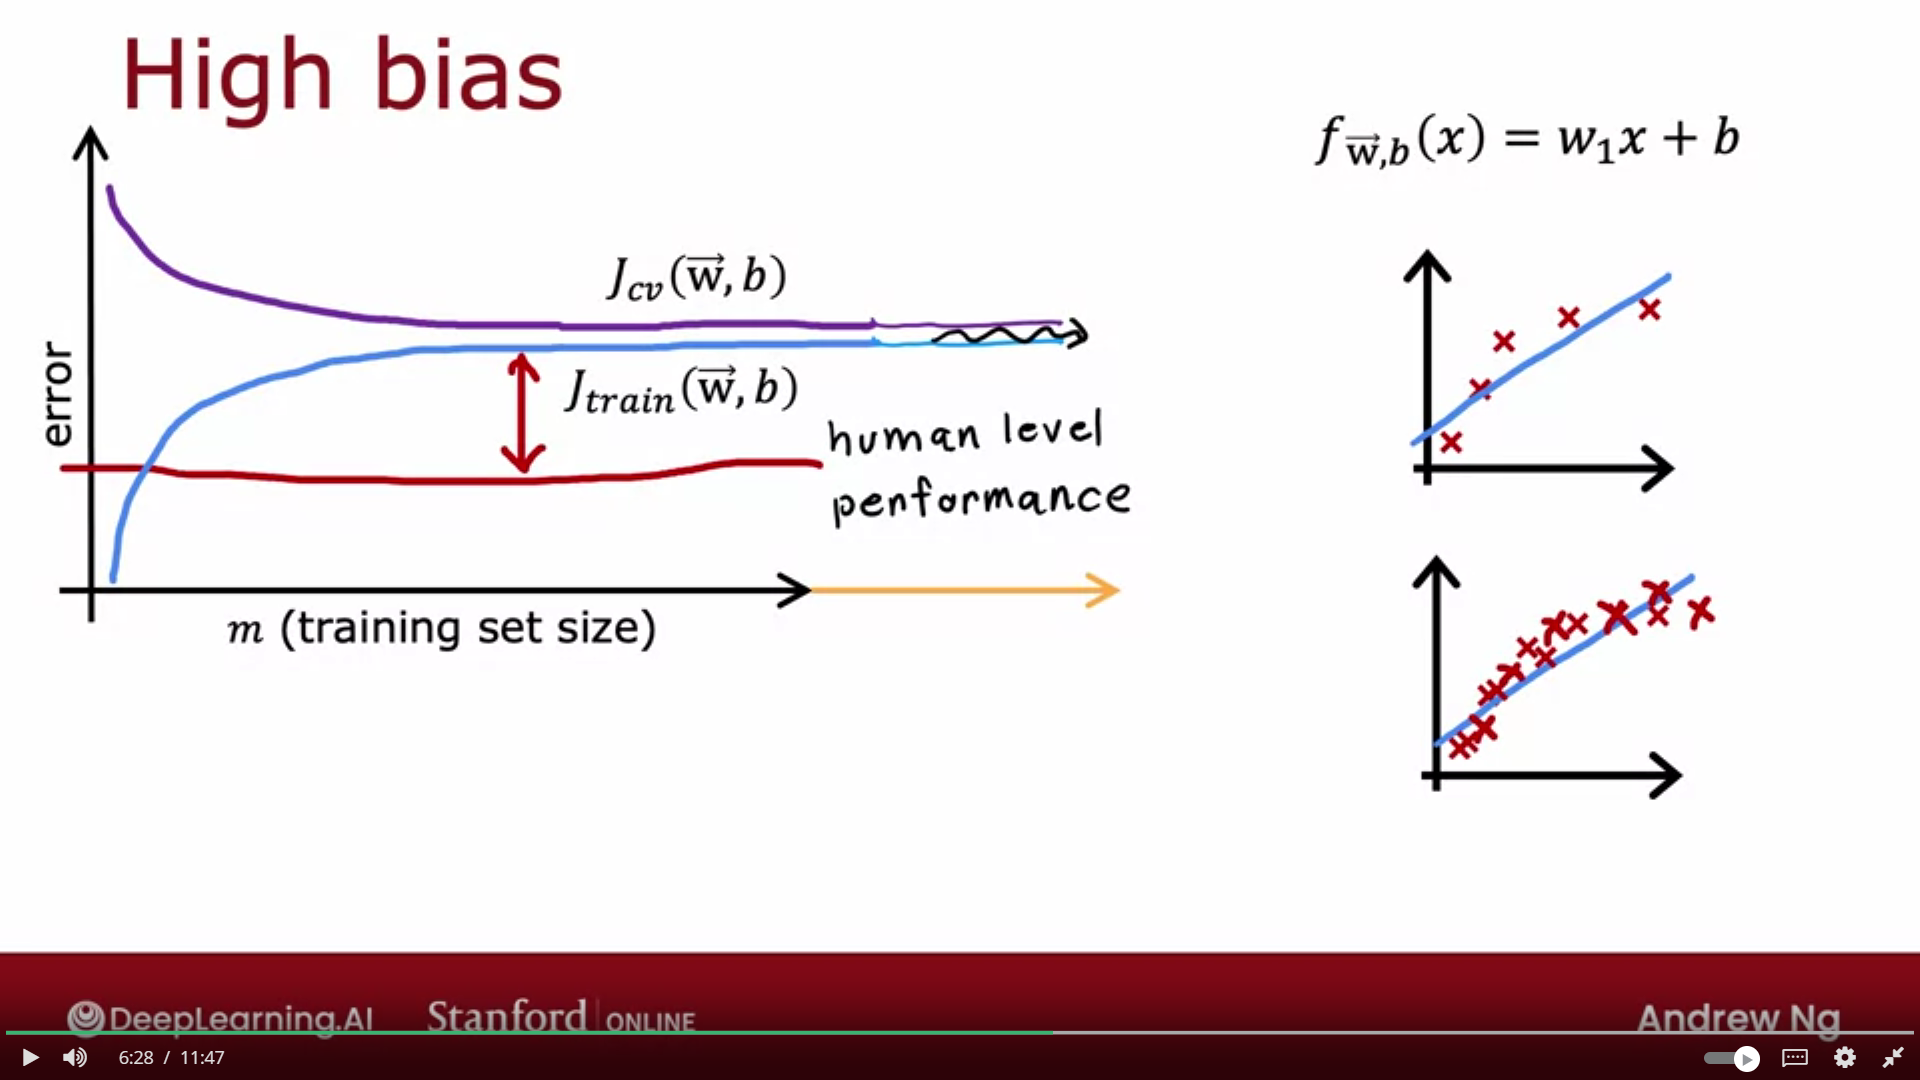 High bias
f_{\vec{w},b}(x) = w₁x + b
J_{cv}(\vec{w}, b)
J_{train}(\vec{w}, b)
human level
performance
error
m (training set size)
DeepLearning.AI
Stanford | ONLINE
Andrew Ng
6:28 / 11:47